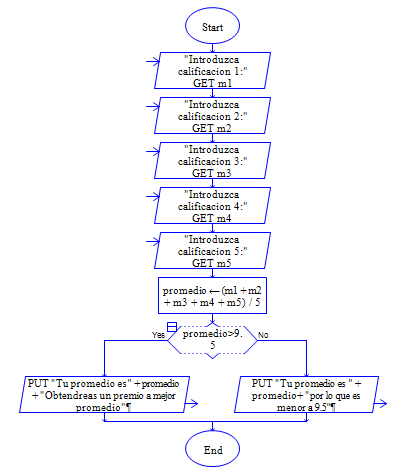 Start
"Introduzca
calificacion 1:"
GET m1
"Introduzca
calificacion 2:"
GET m2
"Introduzca
calificacion 3:"
GET m3
"Introduzca
calificacion 4:"
GET m4
"Introduzca
calificacion 5:"
GET m5
promedio ← (m1 + m2
+ m3 + m4 + m5) / 5
Yes
promedio>9.
5
No
PUT "Tu promedio es" + promedio
+ "Obtendreas un premio a mejor
promedio"¶
PUT "Tu promedio es " +
promedio+ "por lo que es
menor a 9.5"¶
End